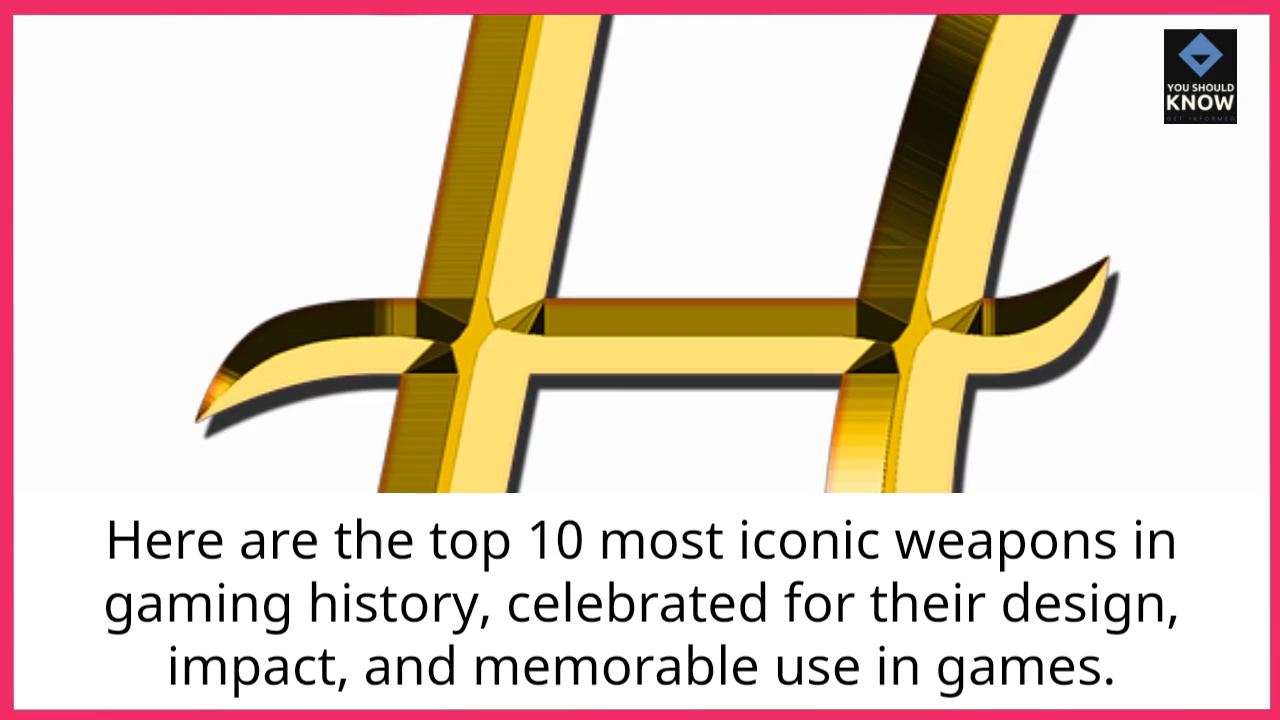 YOU SHOULD
KNOW
GET INFORMED
Here are the top 10 most iconic weapons in
gaming history, celebrated for their design,
impact, and memorable use in games.